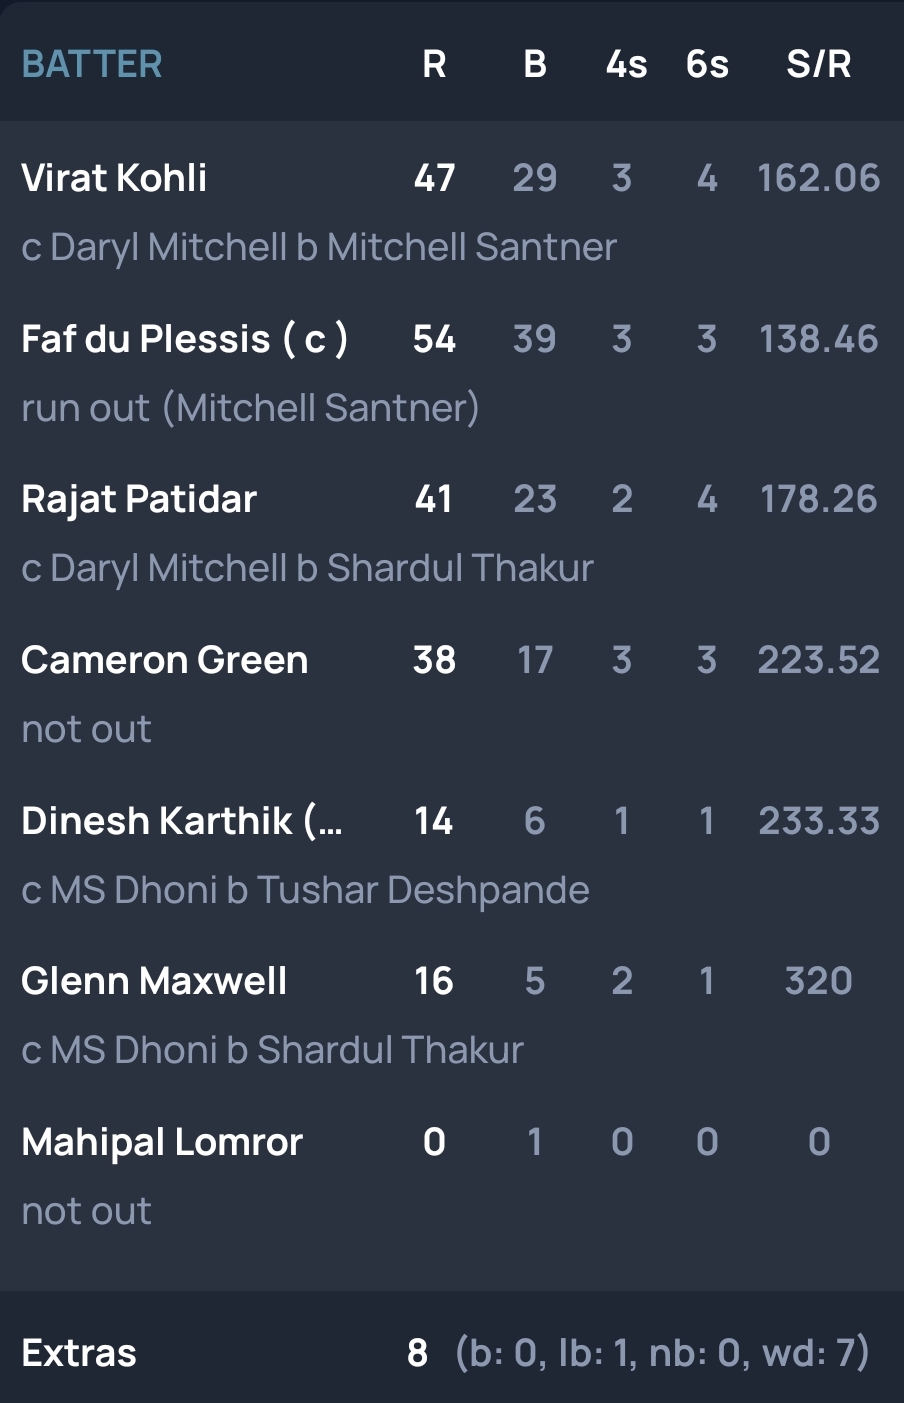 BATTER R B 4s 6s S/R
Virat Kohli 47 29 3 4 162.06
c Daryl Mitchell b Mitchell Santner
Faf du Plessis ( c ) 54 39 3 3 138.46
run out (Mitchell Santner)
Rajat Patidar 41 23 2 4 178.26
c Daryl Mitchell b Shardul Thakur
Cameron Green 38 17 3 3 223.52
not out
Dinesh Karthik (... 14 6 1 1 233.33
c MS Dhoni b Tushar Deshpande
Glenn Maxwell 16 5 2 1 320
c MS Dhoni b Shardul Thakur
Mahipal Lomror 0 1 0 0 0
not out
Extras 8 (b: 0, lb: 1, nb: 0, wd: 7)